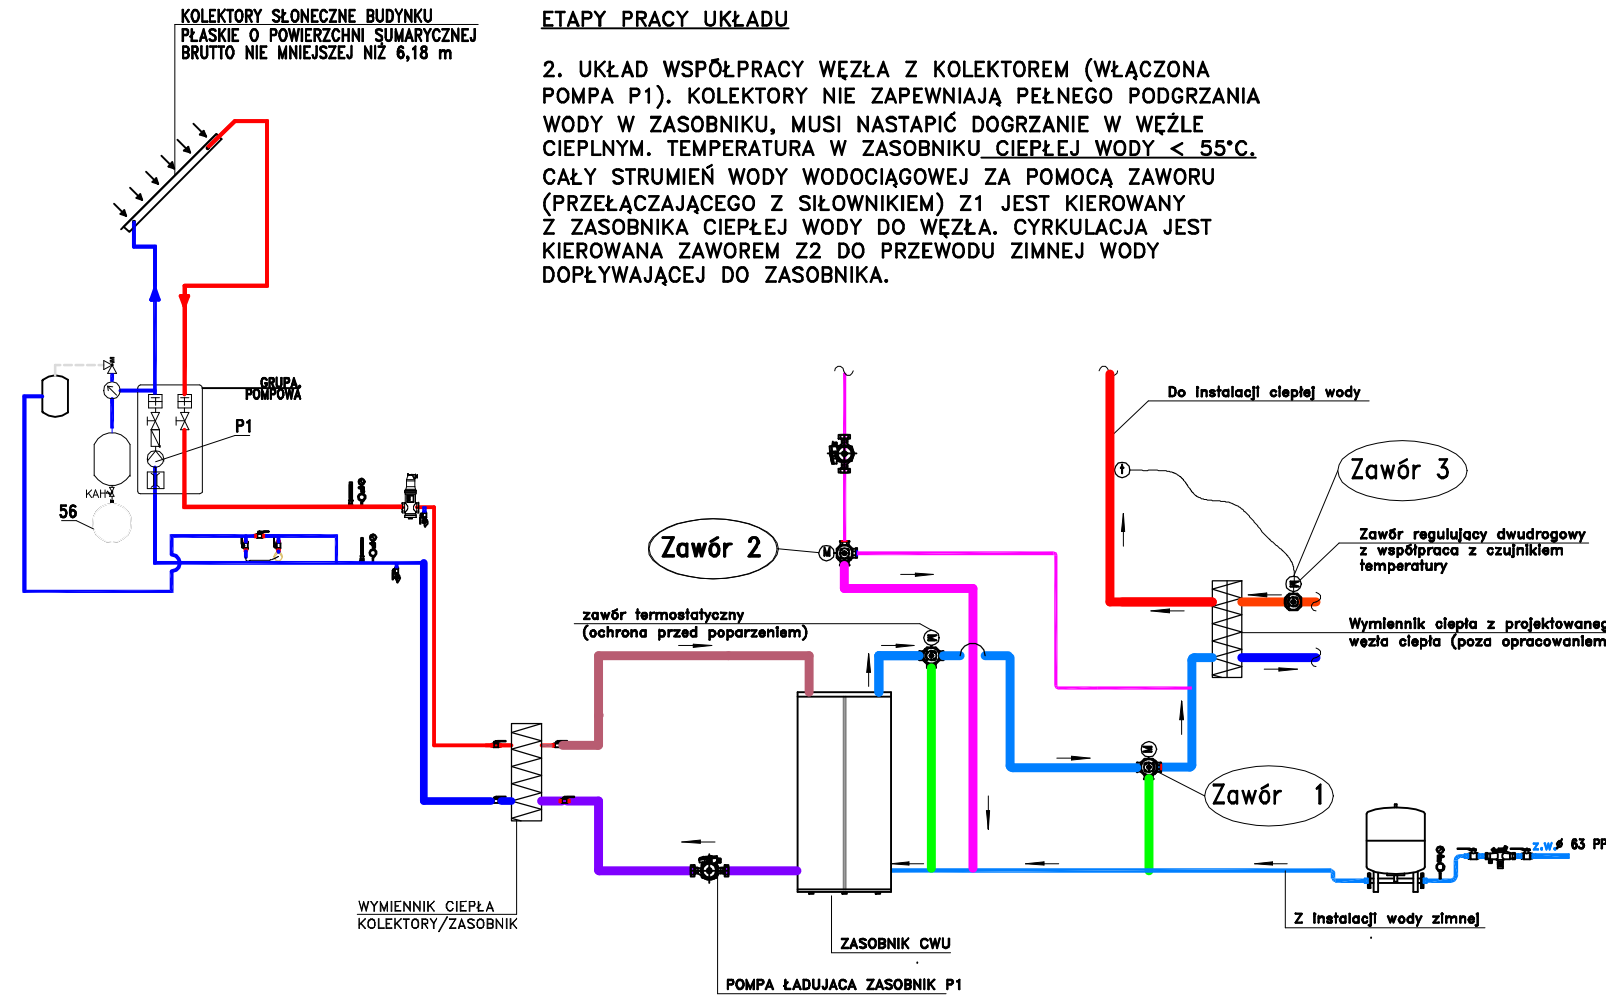 KOLEKTORY SŁONECZNE BUDYNKU
PŁASKIE O POWIERZCHNI SUMARYCZNEJ
BRUTTO NIE MNIEJSZEJ NIŻ 6,18 m
ETAPY PRACY UKŁADU
2. UKŁAD WSPÓŁPRACY WĘZŁA Z KOLEKTOREM (WŁĄCZONA
POMPA P1). KOLEKTORY NIE ZAPEWNIAJĄ PEŁNEGO PODGRZANIA
WODY W ZASOBNIKU, MUSI NASTAPIĆ DOGRZANIE W WĘŹLE
CIEPLNYM. TEMPERATURA W ZASOBNIKU CIEPŁEJ WODY < 55°C.
CAŁY STRUMIEŃ WODY WODOCIĄGOWEJ ZA POMOCĄ ZAWORU
(PRZEŁĄCZAJĄCEGO Z SIŁOWNIKIEM) Z1 JEST KIEROWANY
Z ZASOBNIKA CIEPŁEJ WODY DO WĘZŁA. CYRKULACJA JEST
KIEROWANA ZAWOREM Z2 DO PRZEWODU ZIMNEJ WODY
DOPŁYWAJĄCEJ DO ZASOBNIKA.
GRUPA
POMPOWA
P1
KAH
56
Do instalacji ciepłej wody
Zawór 3
Zawór 2
M
M
Zawór regulujący dwudrogowy
z współpraca z czujnikiem
temperatury
zawór termostatyczny
(ochrona przed poparzeniem)
M
Wymiennik ciepła z projektowaneg
węzła ciepła (poza opracowaniem
M
Zawór 1
z.w. ø 63 PP
WYMIENNIK CIEPŁA
KOLEKTORY/ZASOBNIK
Z instalacji wody zimnej
ZASOBNIK CWU
POMPA ŁADUJACA ZASOBNIK P1